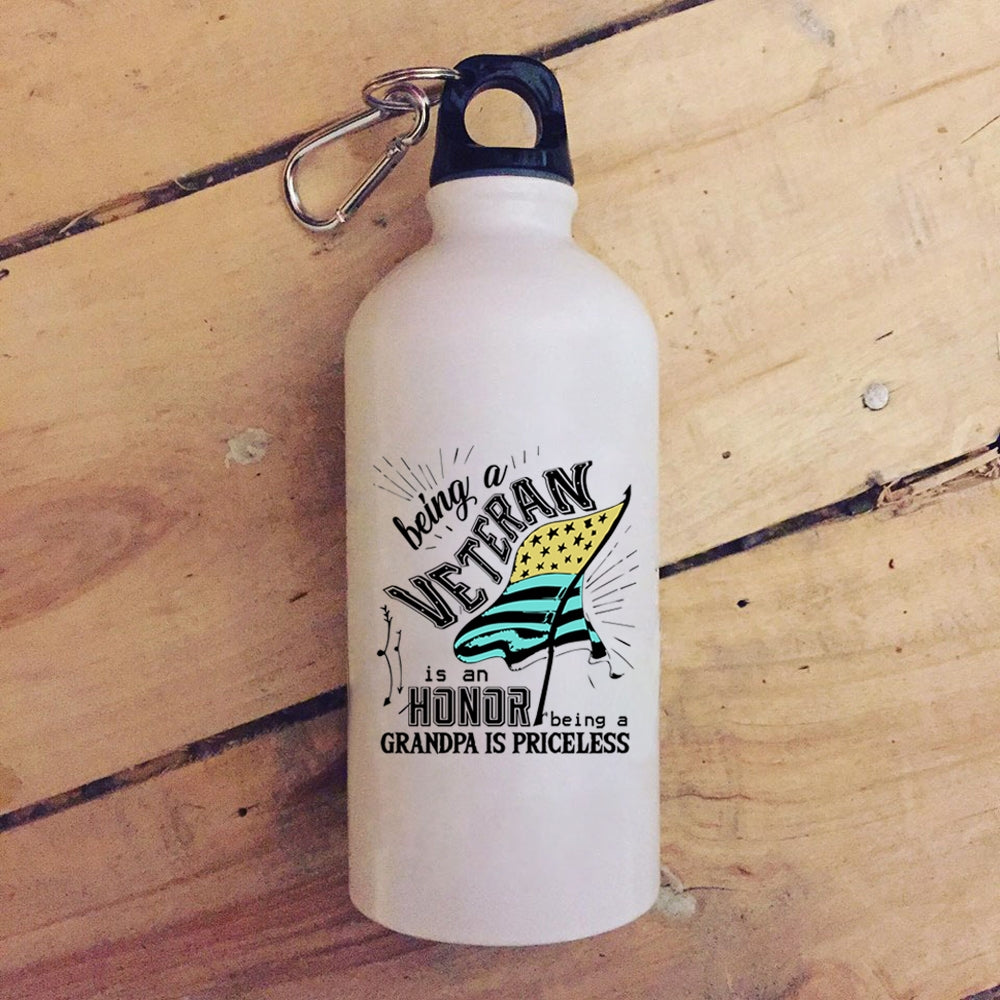 being a
VETERAN
is an
HONOR being a
GRANDPA IS PRICELESS